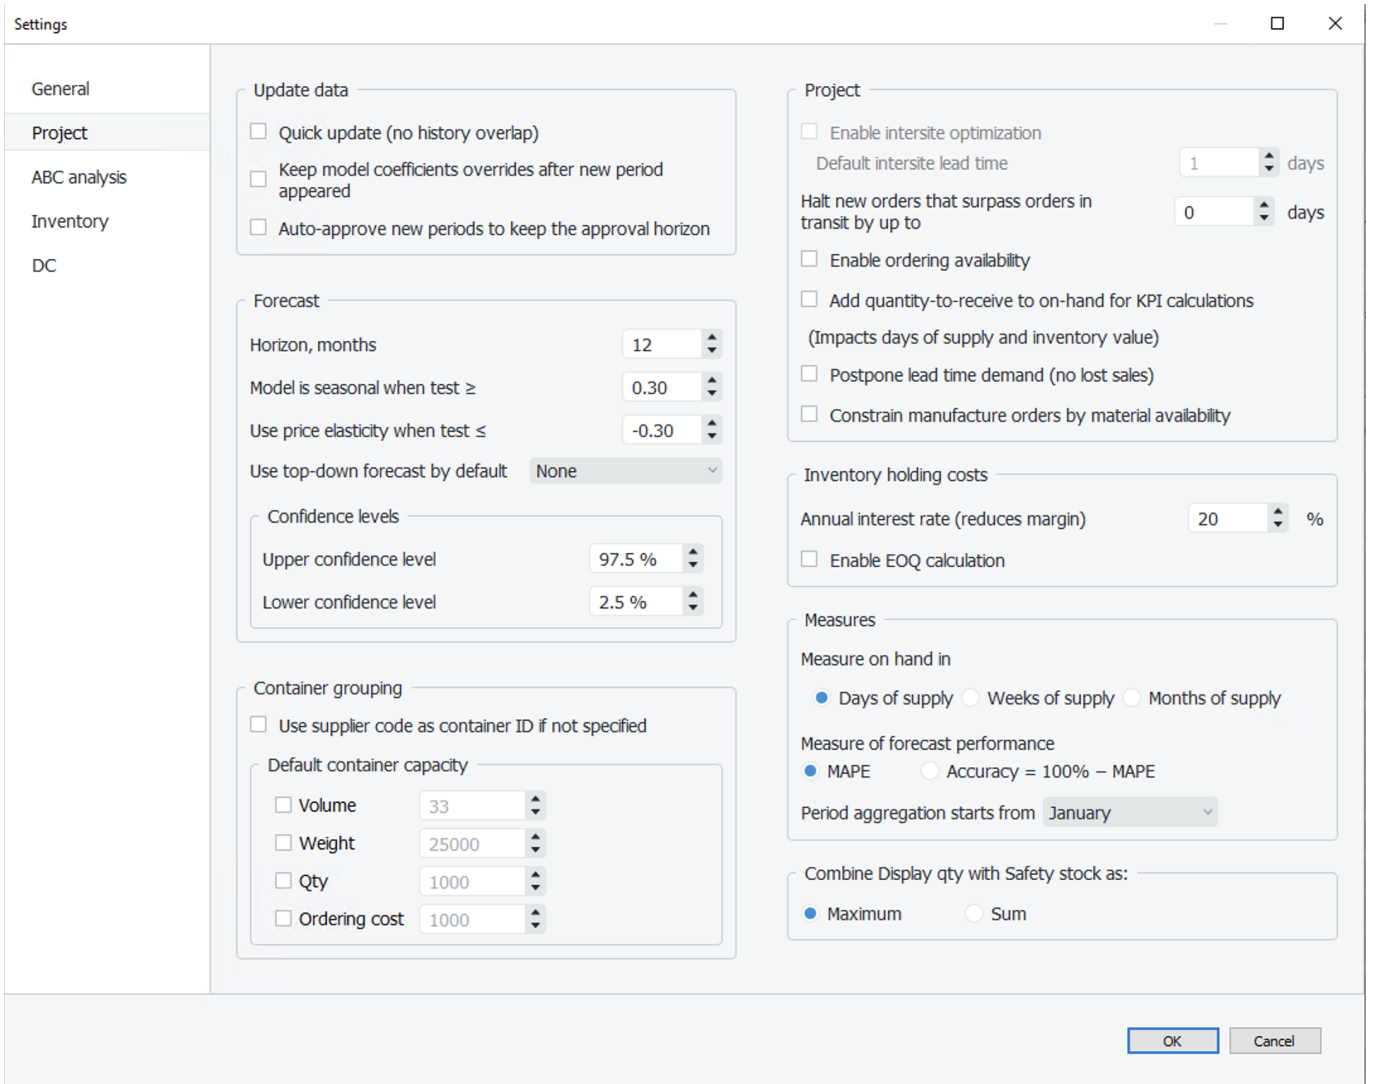 Settings
General
Project
ABC analysis
Inventory
DC
Update data
Quick update (no history overlap)
Keep model coefficients overrides after new period
appeared
Auto-approve new periods to keep the approval horizon
Forecast
Horizon, months 12
Model is seasonal when test ≥ 0.30
Use price elasticity when test ≤ -0.30
Use top-down forecast by default None
Confidence levels
Upper confidence level 97.5 %
Lower confidence level 2.5 %
Container grouping
Use supplier code as container ID if not specified
Default container capacity
Volume 33
Weight 25000
Qty 1000
Ordering cost 1000
Project
Enable intersite optimization
Default intersite lead time 1 days
Halt new orders that surpass orders in
transit by up to 0 days
Enable ordering availability
Add quantity-to-receive to on-hand for KPI calculations
(Impacts days of supply and inventory value)
Postpone lead time demand (no lost sales)
Constrain manufacture orders by material availability
Inventory holding costs
Annual interest rate (reduces margin) 20 %
Enable EOQ calculation
Measures
Measure on hand in
Days of supply Weeks of supply Months of supply
Measure of forecast performance
MAPE Accuracy = 100% − MAPE
Period aggregation starts from January
Combine Display qty with Safety stock as:
Maximum Sum
OK Cancel